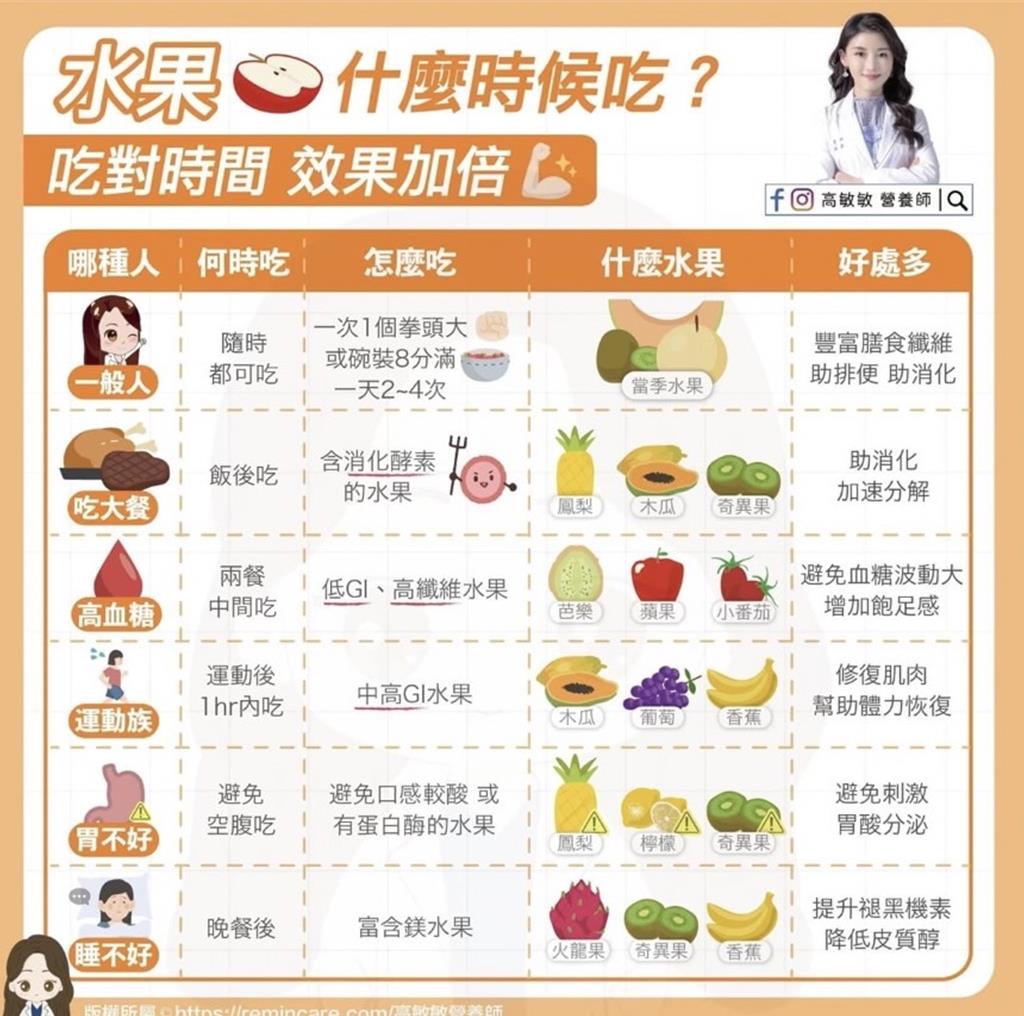 水果 什麼時候吃？
吃對時間 效果加倍
高敏敏 營養師
哪種人 何時吃 怎麼吃 什麼水果 好處多
一般人
隨時
都可吃
一次1個拳頭大
或碗裝8分滿
一天2~4次
當季水果
豐富膳食纖維
助排便 助消化
吃大餐
飯後吃
含消化酵素
的水果
鳳梨 木瓜 奇異果
助消化
加速分解
高血糖
兩餐
中間吃
低GI、高纖維水果
芭樂 蘋果 小番茄
避免血糖波動大
增加飽足感
運動族
運動後
1hr內吃
中高GI水果
木瓜 葡萄 香蕉
修復肌肉
幫助體力恢復
胃不好
避免
空腹吃
避免口感較酸 或
有蛋白酶的水果
鳳梨 檸檬 奇異果
避免刺激
胃酸分泌
睡不好
晚餐後
富含鎂水果
火龍果 奇異果 香蕉
提升褪黑機素
降低皮質醇
版權所屬©https://remincare.com/高敏敏營養師